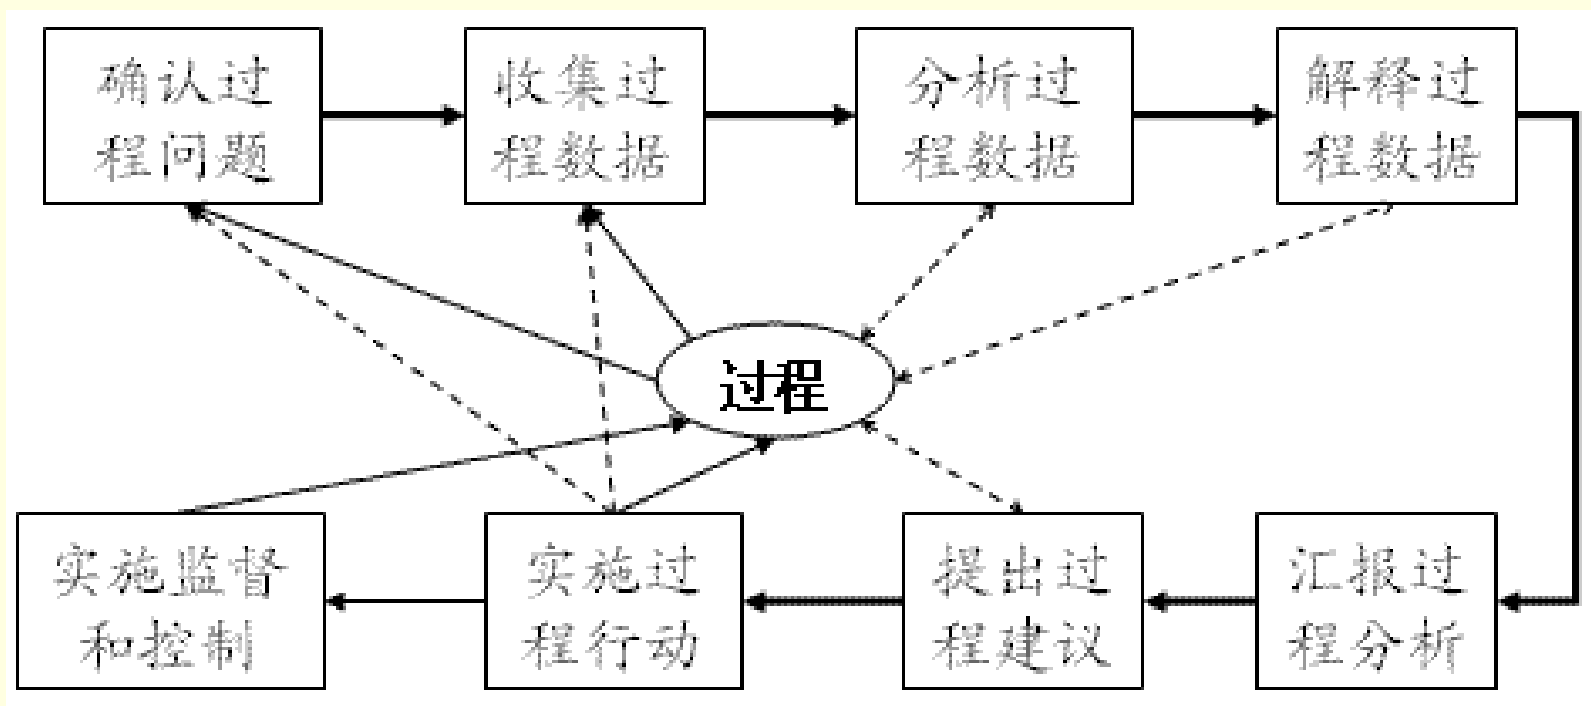 确认过
程问题
收集过
程数据
分析过
程数据
解释过
程数据
过程
实施监督
和控制
实施过
程行动
提出过
程建议
汇报过
程分析